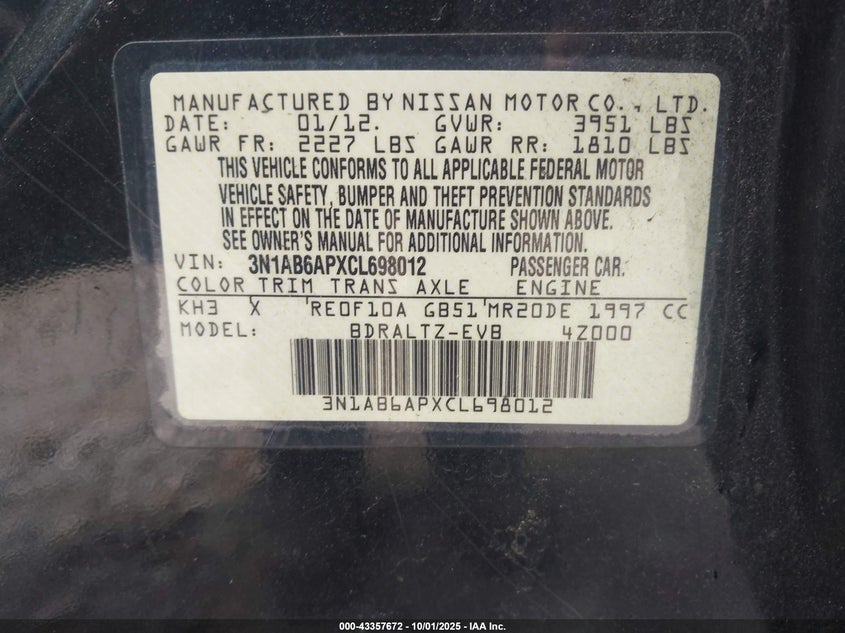 MANUFACTURED BY NISSAN MOTOR CO., LTD.
DATE: 01/12. GVWR: 3951 LBS
GAWR FR: 2227 LBS GAWR RR: 1810 LBS
THIS VEHICLE CONFORMS TO ALL APPLICABLE FEDERAL MOTOR
VEHICLE SAFETY, BUMPER AND THEFT PREVENTION STANDARDS
IN EFFECT ON THE DATE OF MANUFACTURE SHOWN ABOVE.
SEE OWNER'S MANUAL FOR ADDITIONAL INFORMATION.
VIN: 3N1AB6APXCL698012 PASSENGER CAR.
COLOR TRIM TRANS AXLE ENGINE
KH3 X RE0F10A GB51 MR20DE 1997 CC
MODEL: BDRALTZ-EVB 4Z000
3N1AB6APXCL698012
000-43357672 - 10/01/2025 - IAA Inc.